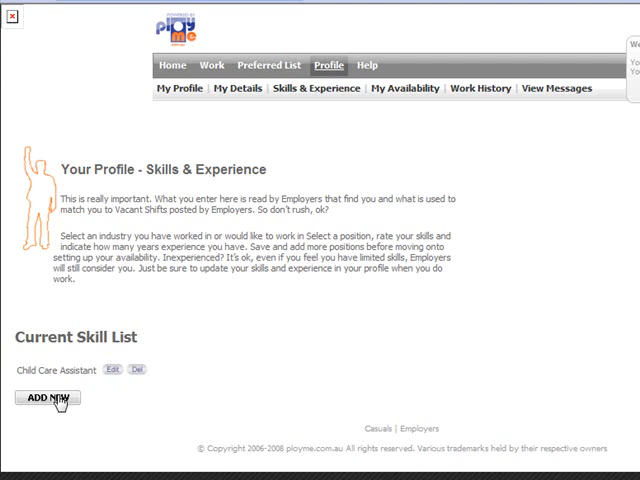 POWERED BY
ploy
me
Home Work Preferred List Profile Help
My Profile | My Details | Skills & Experience | My Availability | Work History | View Messages
We
Yo
Yo
Your Profile - Skills & Experience
This is really important. What you enter here is read by Employers that find you and what is used to
match you to Vacant Shifts posted by Employers. So don't rush, ok?
Select an industry you have worked in or would like to work in Select a position, rate your skills and
indicate how many years experience you have. Save and add more positions before moving onto
setting up your availability. Inexperienced? It's ok, even if you feel you have limited skills, Employers
will still consider you. Just be sure to update your skills and experience in your profile when you do
work.
Current Skill List
Child Care Assistant Edit Del
ADD NEW
Casuals | Employers
© Copyright 2006-2008 ployme.com.au All rights reserved. Various trademarks held by their respective owners